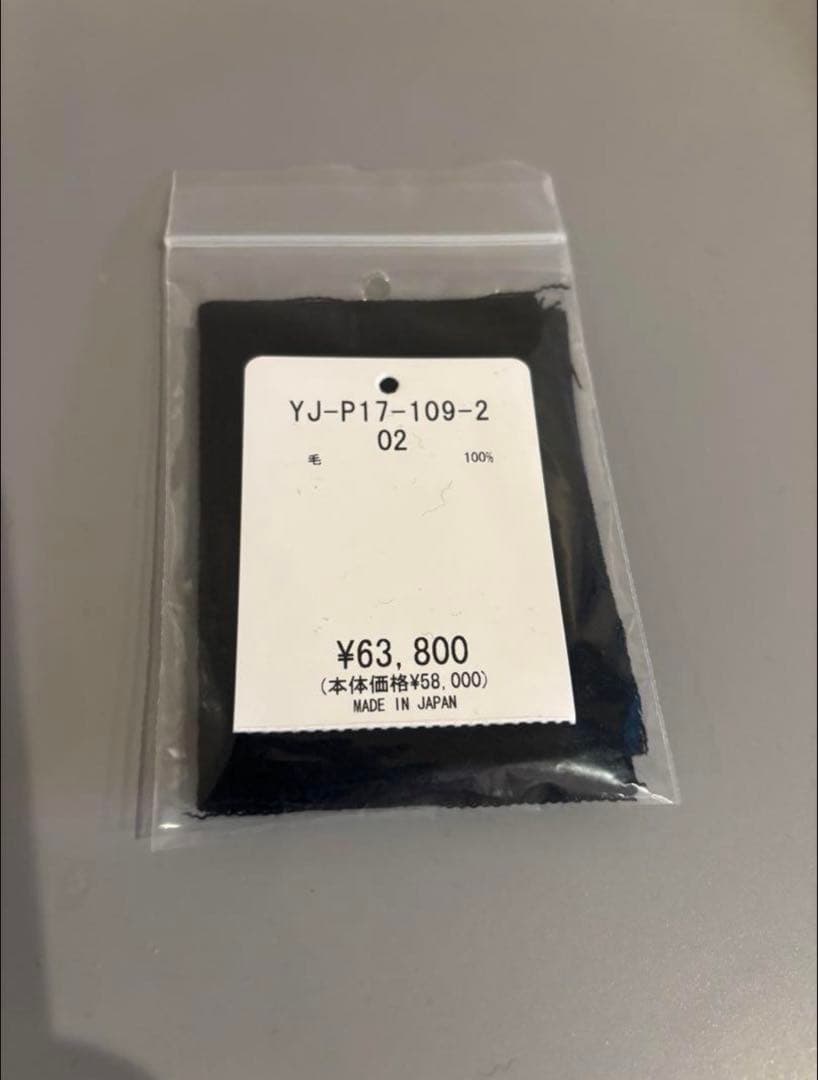 YJ-P17-109-2
02
毛 100%
¥63,800
(本体価格¥58,000)
MADE IN JAPAN